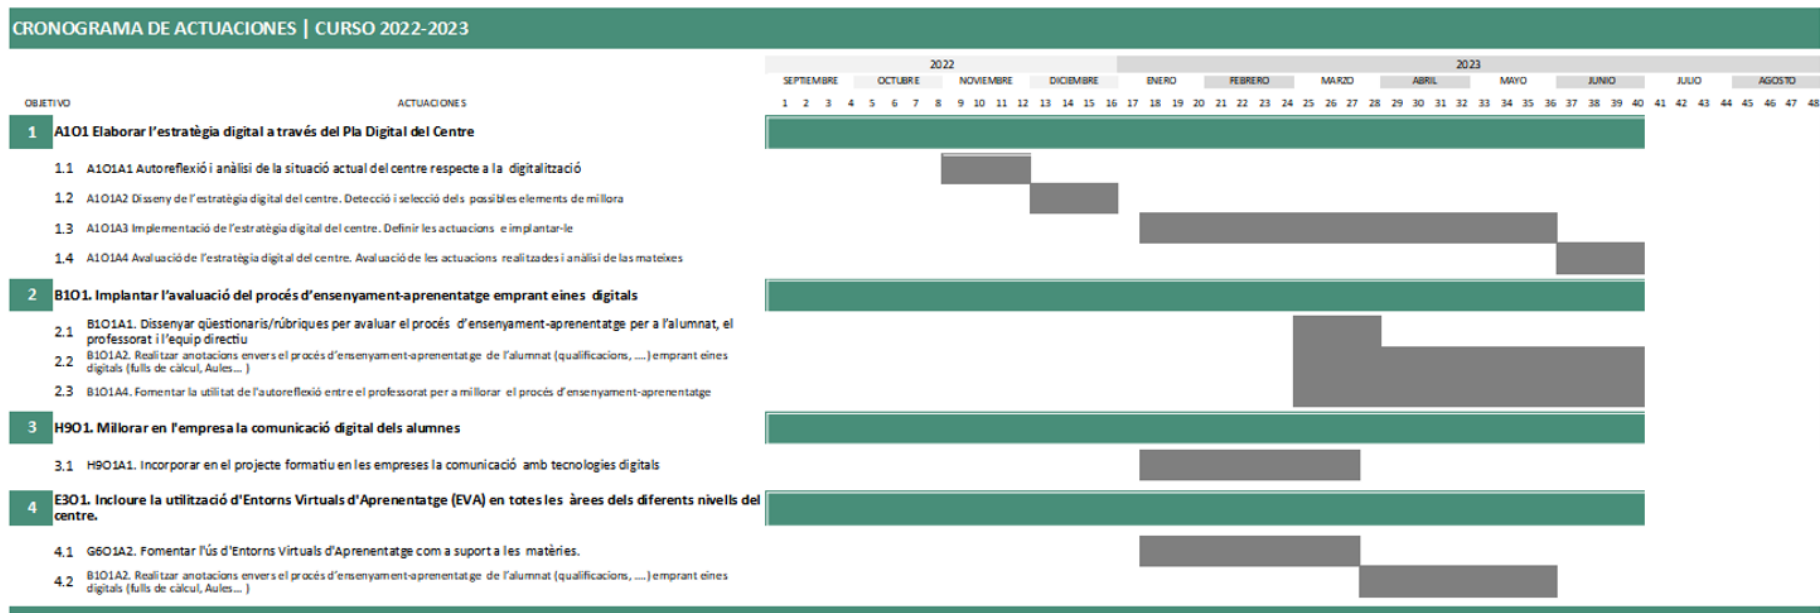 CRONOGRAMA DE ACTUACIONES | CURSO 2022-2023
2022 2023
SEPTIEMBRE OCTUBRE NOVIEMBRE DICIEMBRE ENERO FEBRERO MARZO ABRIL MAYO JUNIO JULIO AGOSTO
OBJETIVO ACTUACIONES 1 2 3 4 5 6 7 8 9 10 11 12 13 14 15 16 17 18 19 20 21 22 23 24 25 26 27 28 29 30 31 32 33 34 35 36 37 38 39 40 41 42 43 44 45 46 47 48
1 A1O1 Elaborar l'estratègia digital a través del Pla Digital del Centre
1.1 A1O1A1 Autoreflexió i anàlisi de la situació actual del centre respecte a la digitalització
1.2 A1O1A2 Disseny de l'estratègia digital del centre. Detecció i selecció dels possibles elements de millora
1.3 A1O1A3 Implementació de l'estratègia digital del centre. Definir les actuacions e implantar-le
1.4 A1O1A4 Avaluació de l'estratègia digital del centre. Avaluació de les actuacions realitzades i anàlisi de las mateixes
2 B1O1. Implantar l'avaluació del procés d'ensenyament-aprenentatge emprant eines digitals
2.1 B1O1A1. Dissenyar qüestionaris/rúbriques per avaluar el procés d'ensenyament-aprenentatge per a l'alumnat, el
professorat i l'equip directiu
2.2 B1O1A2. Realitzar anotacions envers el procés d'ensenyament-aprenentatge de l'alumnat (qualificacions, ....) emprant eines
digitals (fulls de càlcul, Aules... )
2.3 B1O1A4. Fomentar la utilitat de l'autoreflexió entre el professorat per a millorar el procés d'ensenyament-aprenentatge
3 H9O1. Millorar en l'empresa la comunicació digital dels alumnes
3.1 H9O1A1. Incorporar en el projecte formatiu en les empreses la comunicació amb tecnologies digitals
4 E3O1. Incloure la utilització d'Entorns Virtuals d'Aprenentatge (EVA) en totes les àrees dels diferents nivells del
centre.
4.1 G6O1A2. Fomentar l'ús d'Entorns Virtuals d'Aprenentatge com a suport a les matèries.
4.2 B1O1A2. Realitzar anotacions envers el procés d'ensenyament-aprenentatge de l'alumnat (qualificacions, ....) emprant eines
digitals (fulls de càlcul, Aules... )